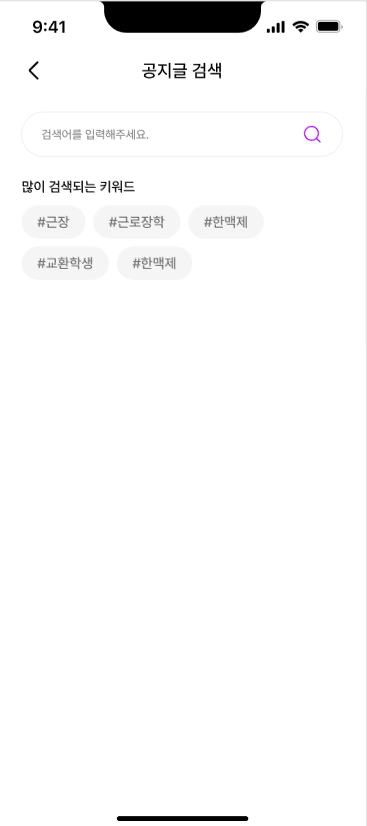 9:41
공지글 검색
검색어를 입력해주세요.
많이 검색되는 키워드
#근장 #근로장학 #한맥제
#교환학생 #한맥제